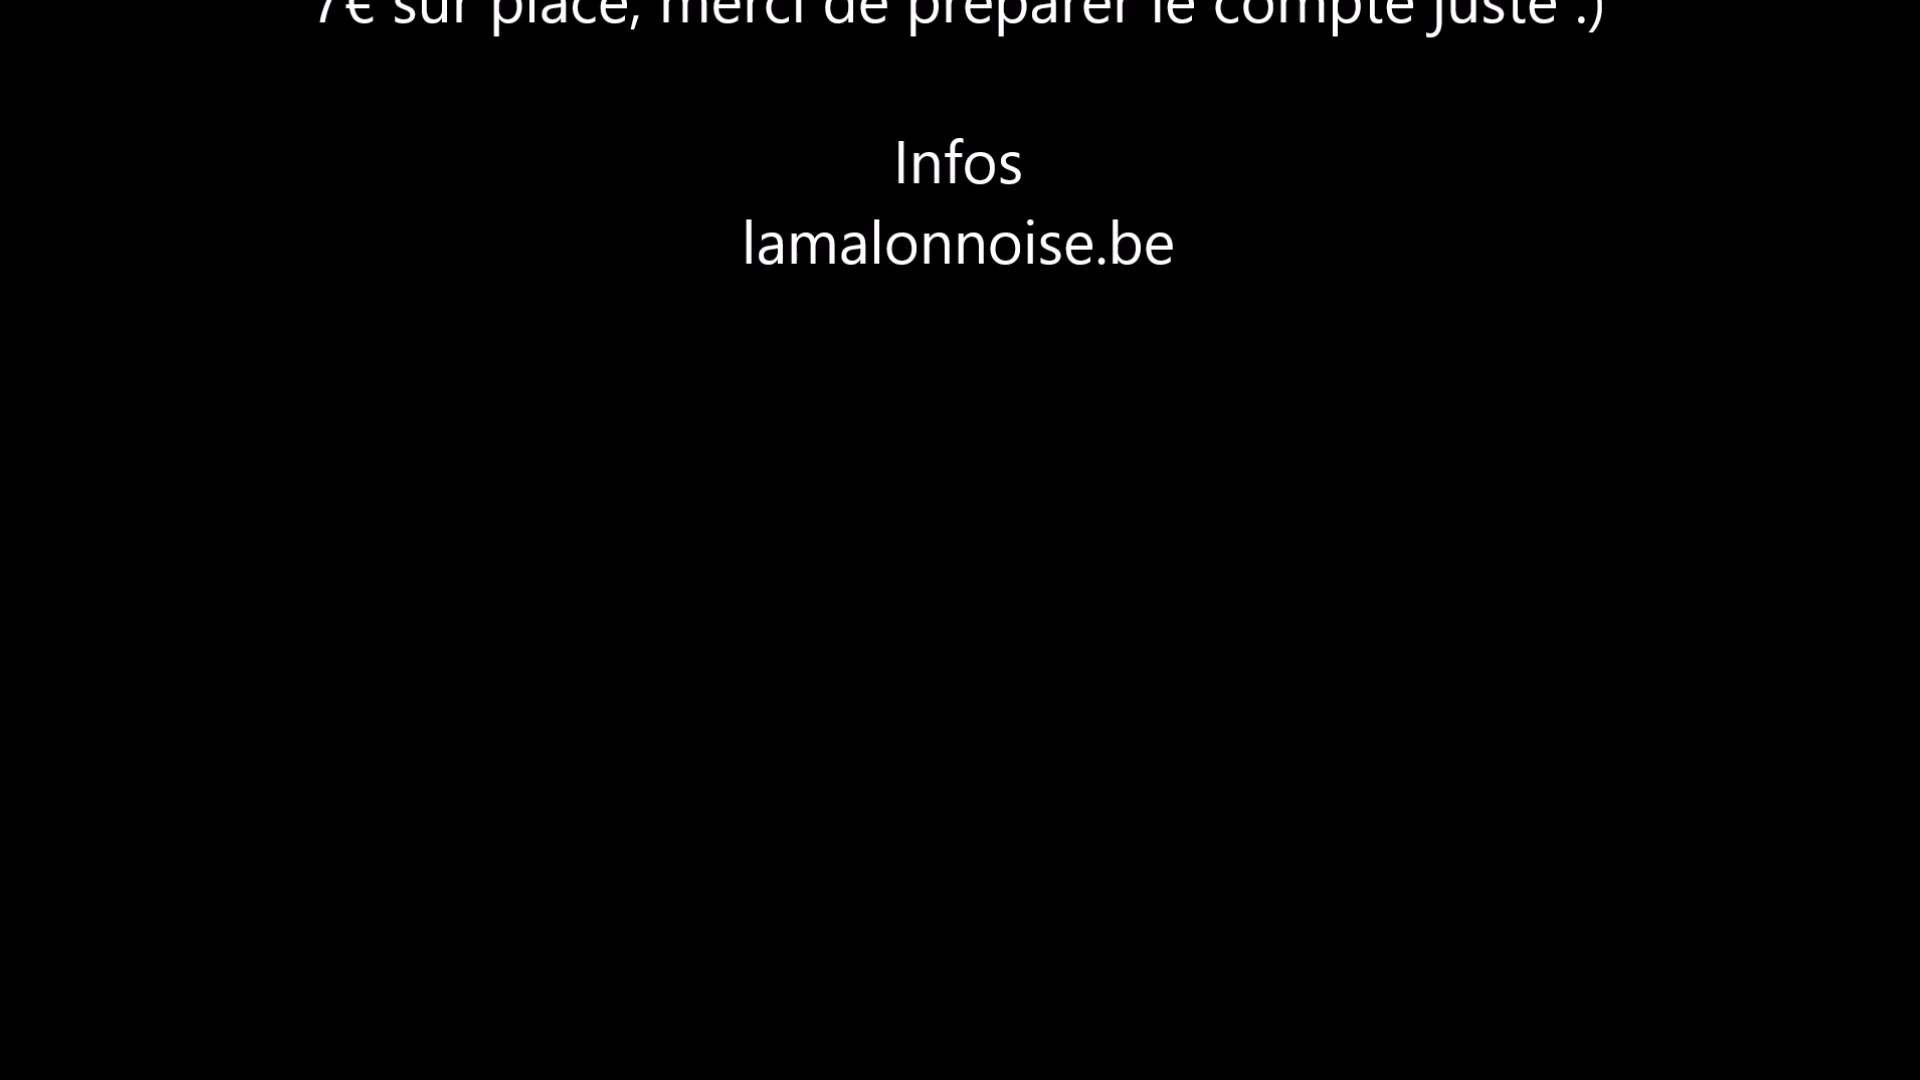 7€ sur place, merci de préparer le compte juste :)
Infos
lamalonnoise.be